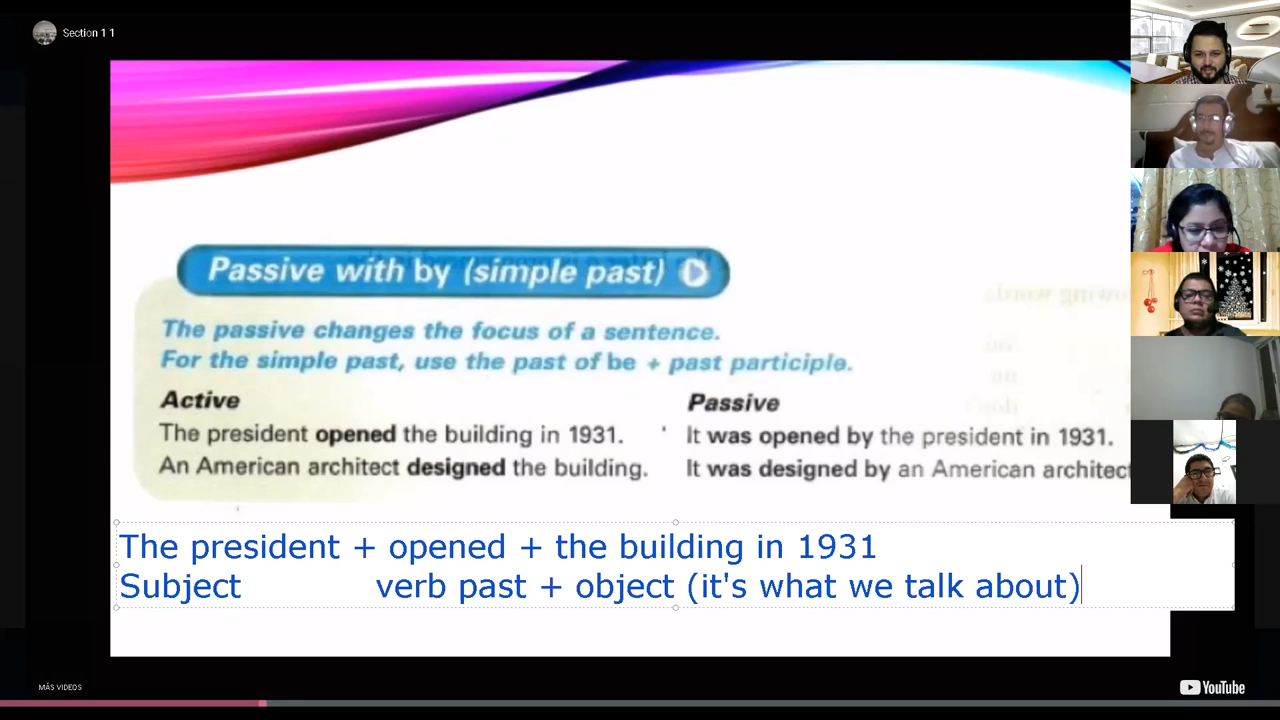 Section 1 1
Passive with by (simple past)
The passive changes the focus of a sentence.
For the simple past, use the past of be + past participle.
Active
The president opened the building in 1931.
An American architect designed the building.
Passive
It was opened by the president in 1931.
It was designed by an American architect
The president + opened + the building in 1931
Subject verb past + object (it's what we talk about)
MÁS VIDEOS
YouTube